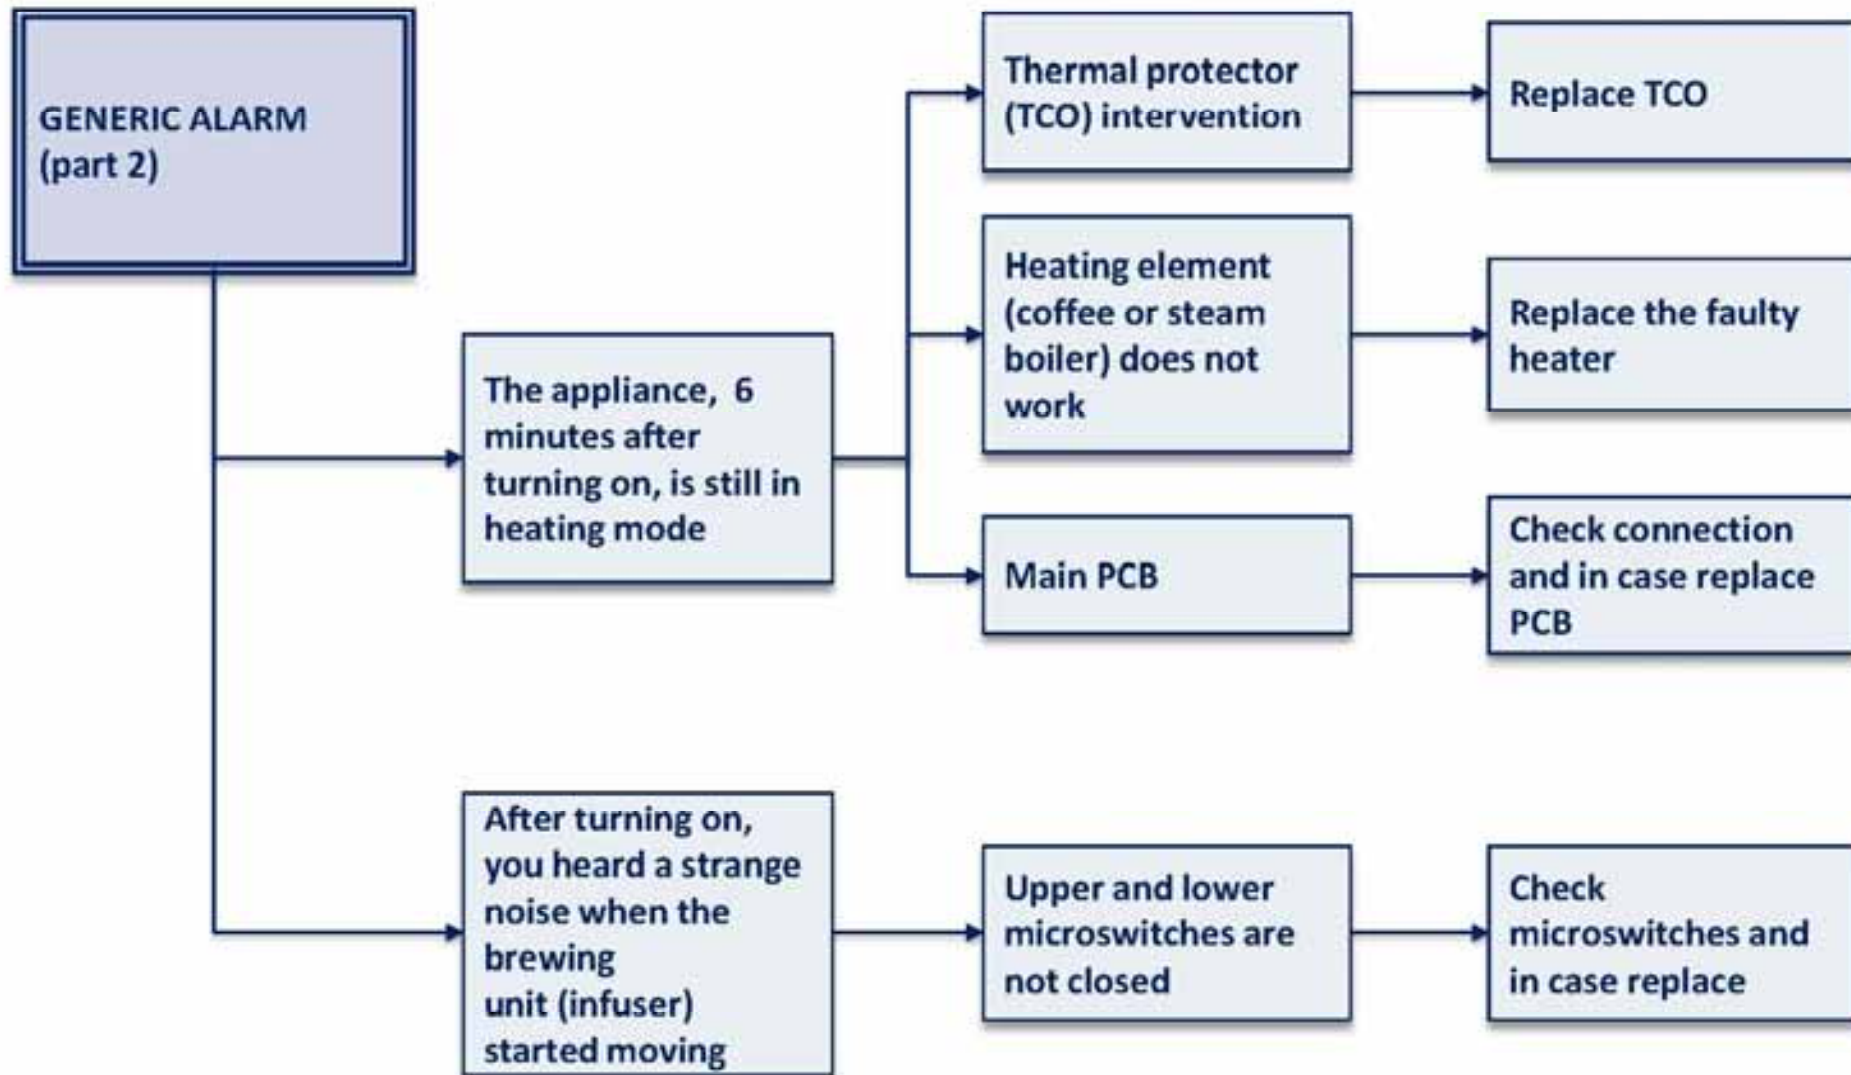 GENERIC ALARM
(part 2)
The appliance, 6
minutes after
turning on, is still in
heating mode
Thermal protector
(TCO) intervention
Replace TCO
Heating element
(coffee or steam
boiler) does not
work
Replace the faulty
heater
Main PCB
Check connection
and in case replace
PCB
After turning on,
you heard a strange
noise when the
brewing
unit (infuser)
started moving
Upper and lower
microswitches are
not closed
Check
microswitches and
in case replace